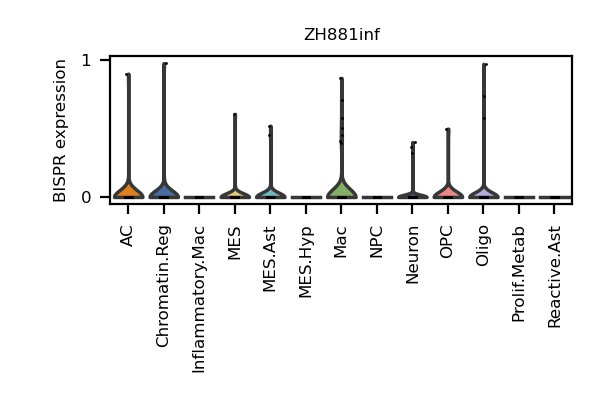 ZH881inf
BISPR expression
1
0
AC
Chromatin.Reg
Inflammatory.Mac
MES
MES.Ast
MES.Hyp
Mac
NPC
Neuron
OPC
Oligo
Prolif.Metab
Reactive.Ast